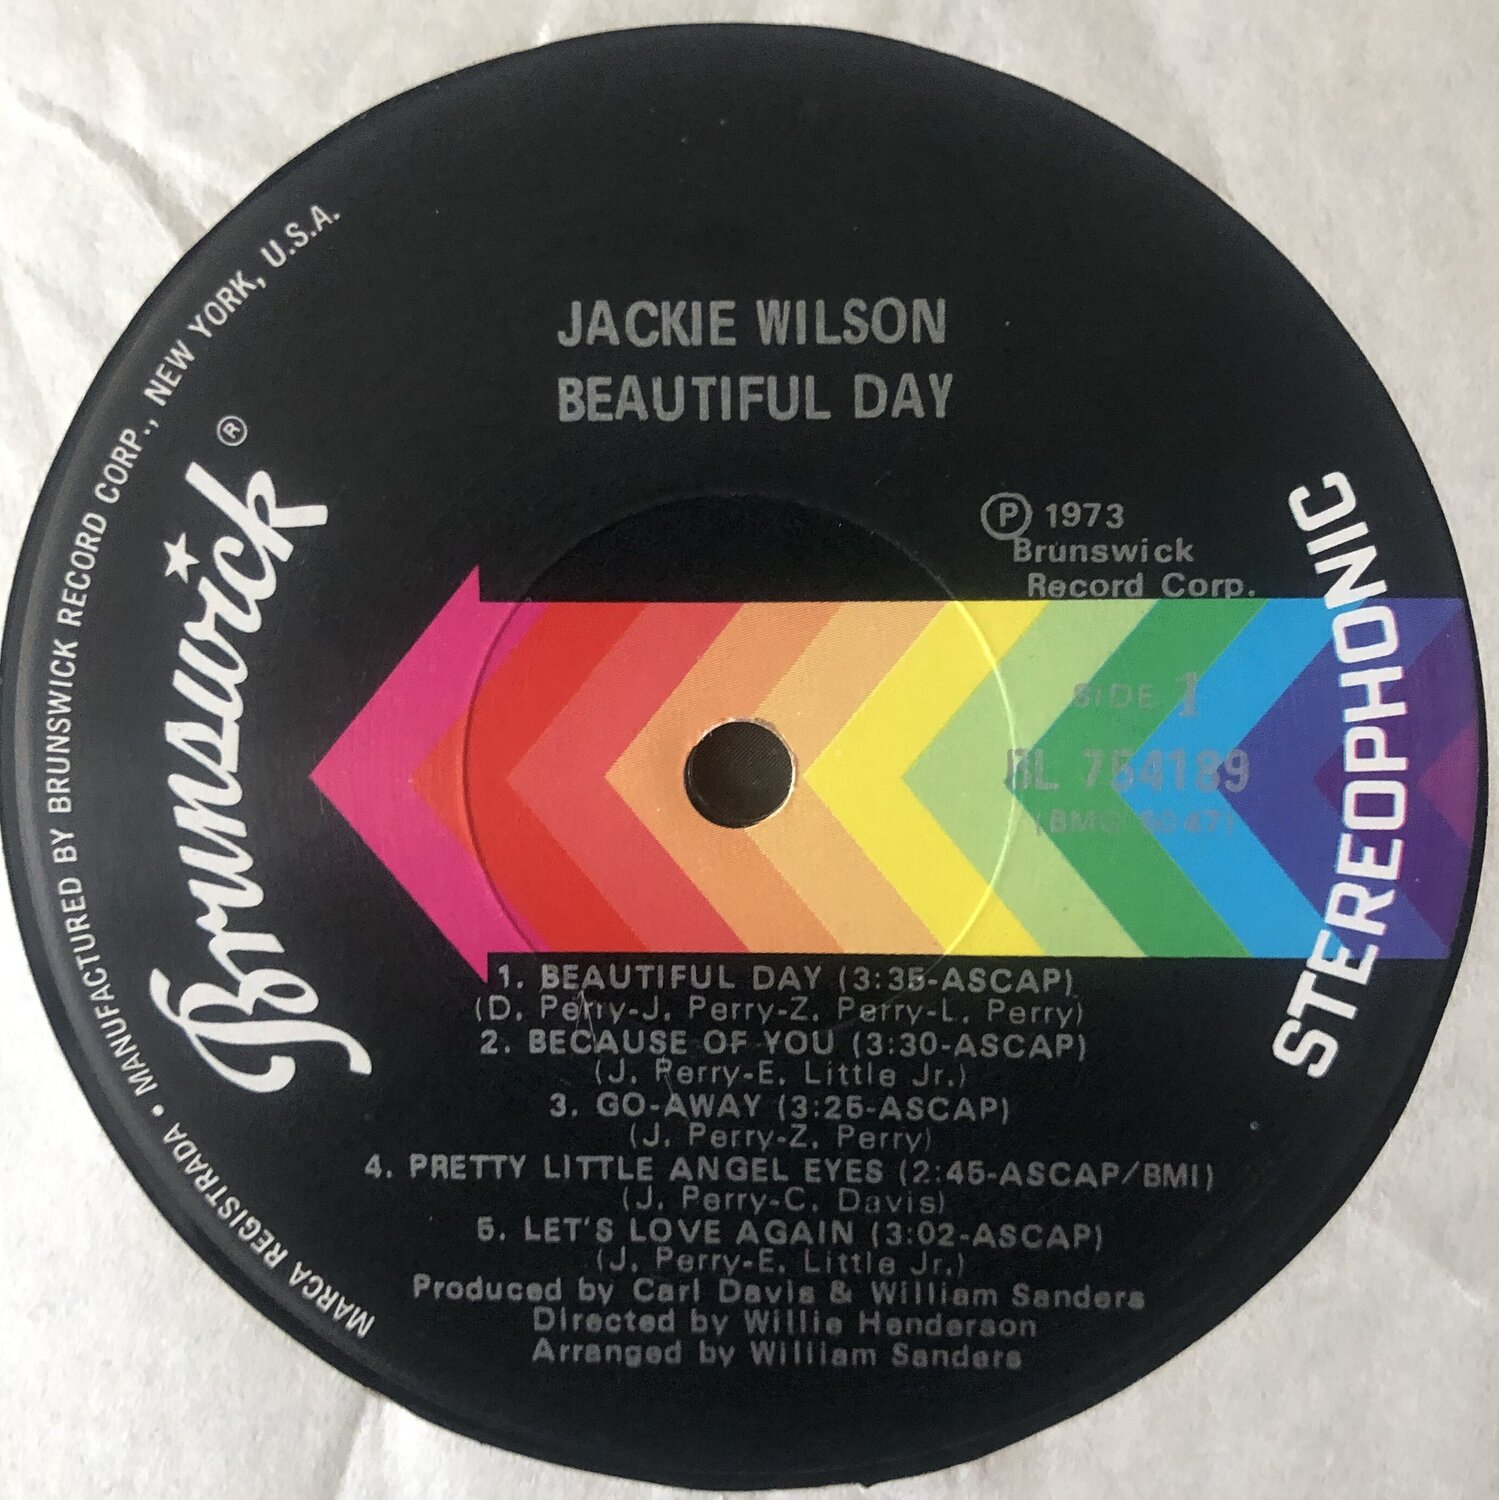 JACKIE WILSON
BEAUTIFUL DAY
Ⓟ 1973
Brunswick
Record Corp.
Brunswick®
STEREOPHONIC
SIDE 1
BL 754189
1. BEAUTIFUL DAY (3:35-ASCAP)
(D. Perry-J. Perry-Z. Perry-L. Perry)
2. BECAUSE OF YOU (3:30-ASCAP)
(J. Perry-E. Little Jr.)
3. GO-AWAY (3:25-ASCAP)
(J. Perry-Z. Perry)
4. PRETTY LITTLE ANGEL EYES (2:45-ASCAP/BMI)
(J. Perry-C. Davis)
5. LET'S LOVE AGAIN (3:02-ASCAP)
(J. Perry-E. Little Jr.)
Produced by Carl Davis & William Sanders
Directed by Willie Henderson
Arranged by William Sanders
MARCA REGISTRADA • MANUFACTURED BY BRUNSWICK RECORD CORP., NEW YORK, U.S.A.